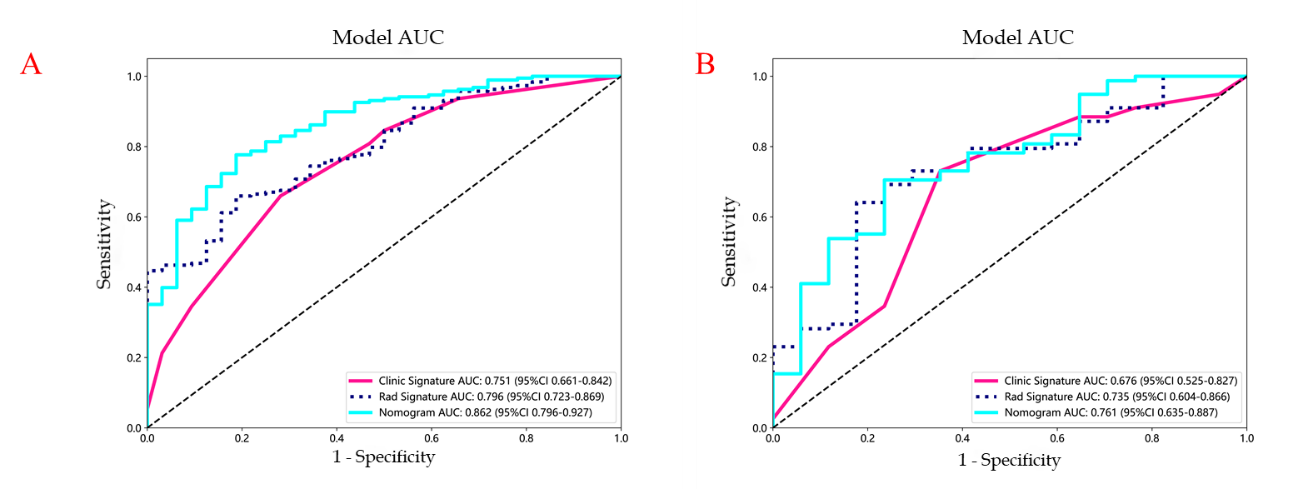 A
Model AUC
Sensitivity
1.0
0.8
0.6
0.4
0.2
0.0
0.0 0.2 0.4 0.6 0.8 1.0
1 - Specificity
Clinic Signature AUC: 0.751 (95%CI 0.661-0.842)
Rad Signature AUC: 0.796 (95%CI 0.723-0.869)
Nomogram AUC: 0.862 (95%CI 0.796-0.927)
B
Model AUC
Sensitivity
1.0
0.8
0.6
0.4
0.2
0.0
0.0 0.2 0.4 0.6 0.8 1.0
1 - Specificity
Clinic Signature AUC: 0.676 (95%CI 0.525-0.827)
Rad Signature AUC: 0.735 (95%CI 0.604-0.866)
Nomogram AUC: 0.761 (95%CI 0.635-0.887)